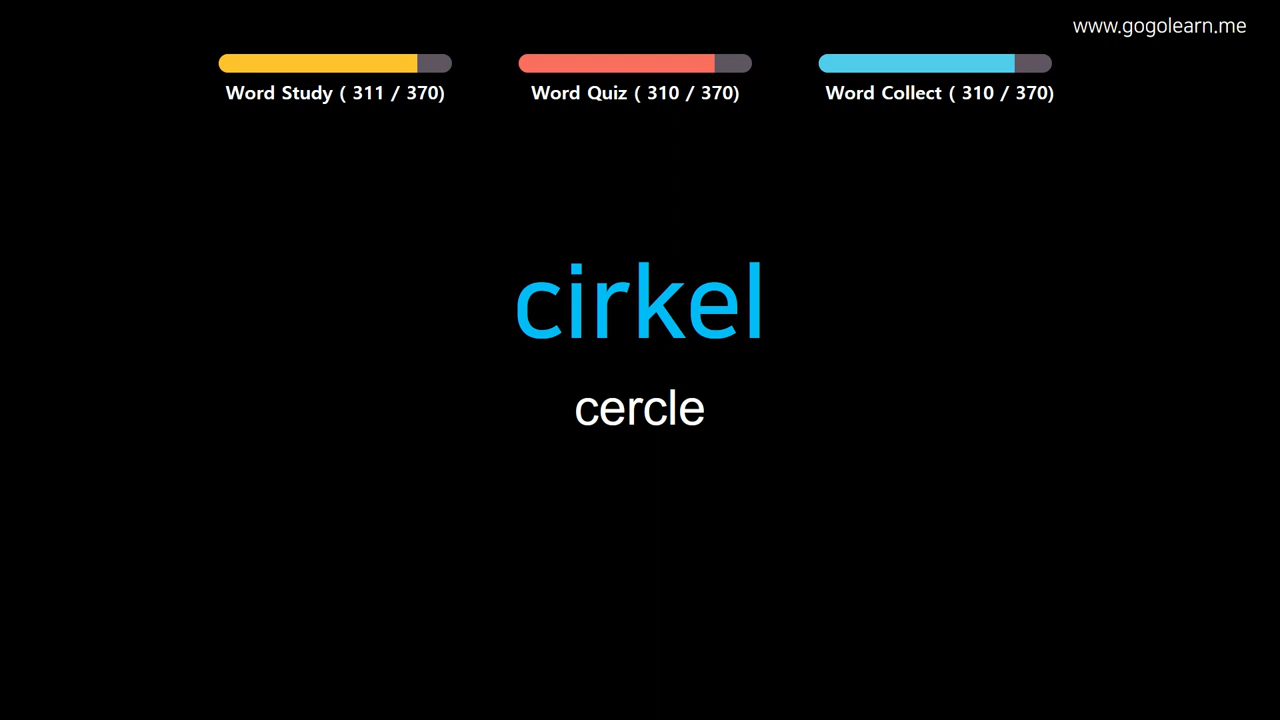 www.gogolearn.me
Word Study ( 311 / 370)
Word Quiz ( 310 / 370)
Word Collect ( 310 / 370)
cirkel
cercle